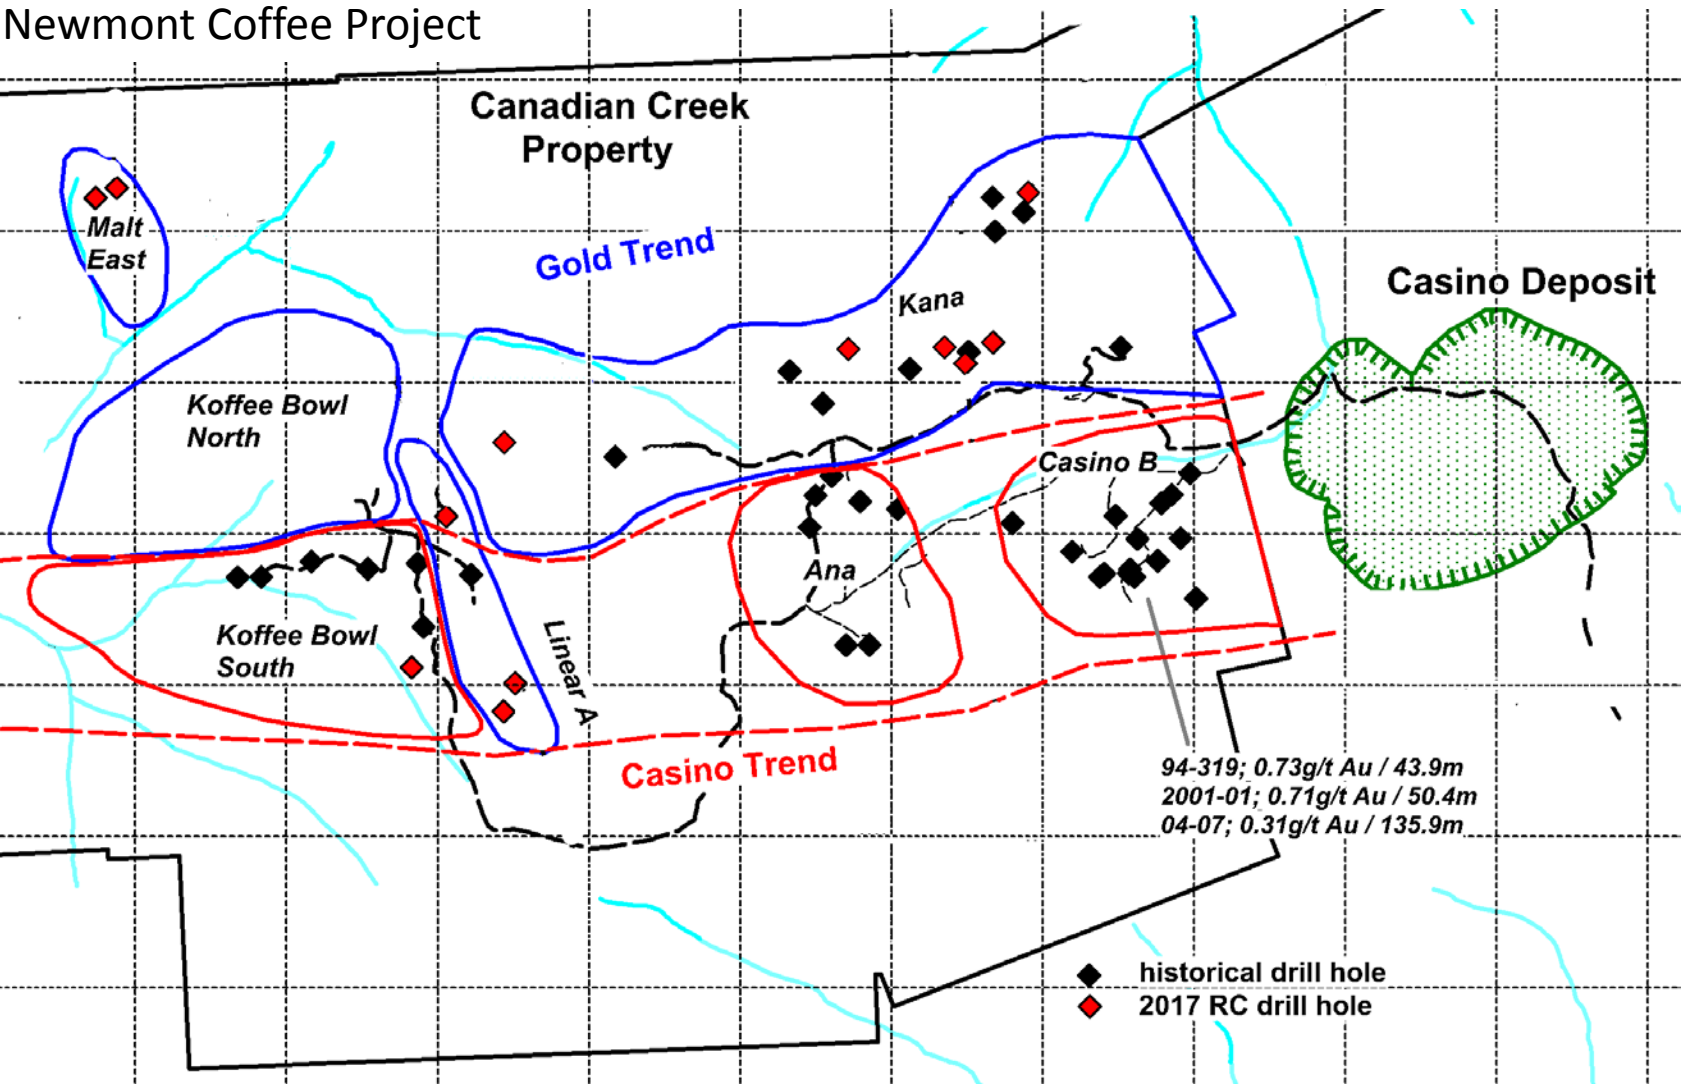 Newmont Coffee Project
Canadian Creek
Property
Malt
East
Gold Trend
Kana
Casino Deposit
Koffee Bowl
North
Casino B
Ana
Koffee Bowl
South
Linear A
Casino Trend
94-319; 0.73g/t Au / 43.9m
2001-01; 0.71g/t Au / 50.4m
04-07; 0.31g/t Au / 135.9m
historical drill hole
2017 RC drill hole